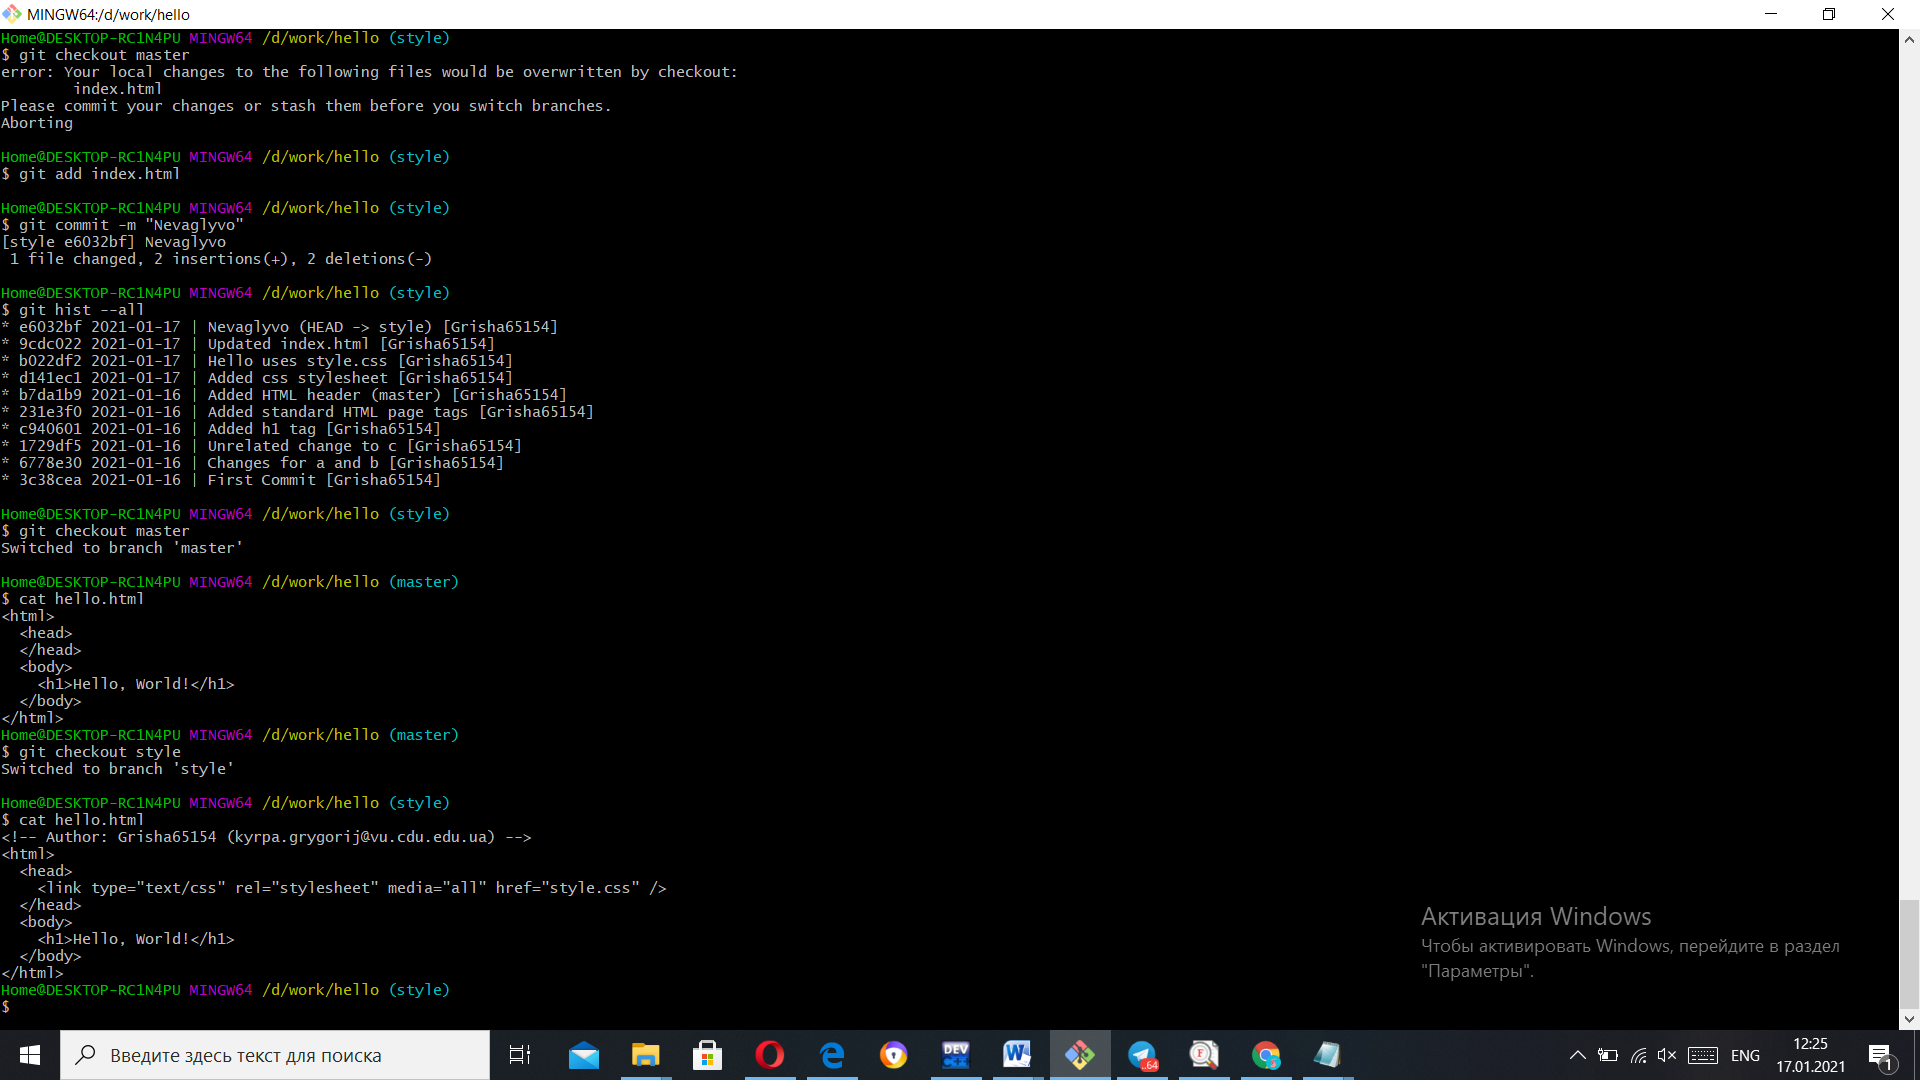 MINGW64:/d/work/hello
Home@DESKTOP-RC1N4PU MINGW64 /d/work/hello (style)
$ git checkout master
error: Your local changes to the following files would be overwritten by checkout:
        index.html
Please commit your changes or stash them before you switch branches.
Aborting
Home@DESKTOP-RC1N4PU MINGW64 /d/work/hello (style)
$ git add index.html
Home@DESKTOP-RC1N4PU MINGW64 /d/work/hello (style)
$ git commit -m "Nevaglyvo"
[style e6032bf] Nevaglyvo
 1 file changed, 2 insertions(+), 2 deletions(-)
Home@DESKTOP-RC1N4PU MINGW64 /d/work/hello (style)
$ git hist --all
* e6032bf 2021-01-17 | Nevaglyvo (HEAD -> style) [Grisha65154]
* 9cdc022 2021-01-17 | Updated index.html [Grisha65154]
* b022df2 2021-01-17 | Hello uses style.css [Grisha65154]
* d141ec1 2021-01-17 | Added css stylesheet [Grisha65154]
* b7da1b9 2021-01-16 | Added HTML header (master) [Grisha65154]
* 231e3f0 2021-01-16 | Added standard HTML page tags [Grisha65154]
* c940601 2021-01-16 | Added h1 tag [Grisha65154]
* 1729df5 2021-01-16 | Unrelated change to c [Grisha65154]
* 6778e30 2021-01-16 | Changes for a and b [Grisha65154]
* 3c38cea 2021-01-16 | First Commit [Grisha65154]
Home@DESKTOP-RC1N4PU MINGW64 /d/work/hello (style)
$ git checkout master
Switched to branch 'master'
Home@DESKTOP-RC1N4PU MINGW64 /d/work/hello (master)
$ cat hello.html
<html>
  <head>
  </head>
  <body>
    <h1>Hello, World!</h1>
  </body>
</html>
Home@DESKTOP-RC1N4PU MINGW64 /d/work/hello (master)
$ git checkout style
Switched to branch 'style'
Home@DESKTOP-RC1N4PU MINGW64 /d/work/hello (style)
$ cat hello.html
<!-- Author: Grisha65154 (kyrpa.grygorij@vu.cdu.edu.ua) -->
<html>
  <head>
    <link type="text/css" rel="stylesheet" media="all" href="style.css" />
  </head>
  <body>
    <h1>Hello, World!</h1>
  </body>
</html>
Home@DESKTOP-RC1N4PU MINGW64 /d/work/hello (style)
$
Активация Windows
Чтобы активировать Windows, перейдите в раздел
"Параметры".
Введите здесь текст для поиска
DEV
C++
..64
ENG
12:25
17.01.2021
1